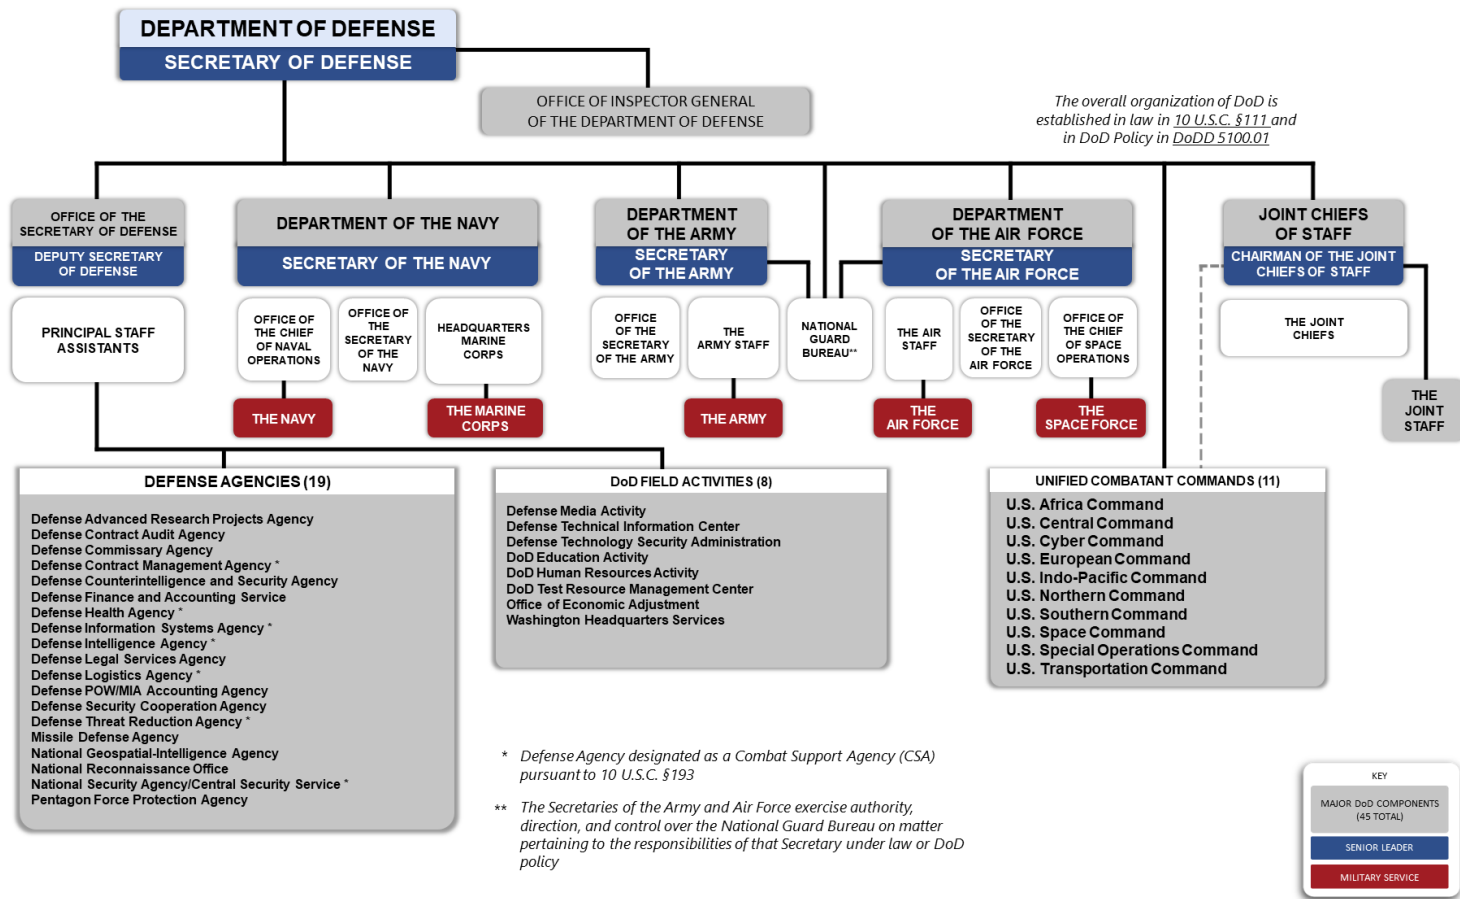 DEPARTMENT OF DEFENSE
SECRETARY OF DEFENSE
OFFICE OF INSPECTOR GENERAL
OF THE DEPARTMENT OF DEFENSE
The overall organization of DoD is
established in law in 10 U.S.C. §111 and
in DoD Policy in DoDD 5100.01
OFFICE OF THE
SECRETARY OF DEFENSE
DEPUTY SECRETARY
OF DEFENSE
PRINCIPAL STAFF
ASSISTANTS
DEPARTMENT OF THE NAVY
SECRETARY OF THE NAVY
OFFICE OF
THE CHIEF
OF NAVAL
OPERATIONS
OFFICE OF
THE
SECRETARY
OF THE
NAVY
HEADQUARTERS
MARINE
CORPS
THE NAVY
THE MARINE
CORPS
DEPARTMENT
OF THE ARMY
SECRETARY
OF THE ARMY
OFFICE
OF THE
SECRETARY
OF THE ARMY
THE
ARMY STAFF
THE ARMY
NATIONAL
GUARD
BUREAU**
DEPARTMENT
OF THE AIR FORCE
SECRETARY
OF THE AIR FORCE
THE AIR
STAFF
OFFICE
OF THE
SECRETARY
OF THE
AIR FORCE
OFFICE OF
THE CHIEF
OF SPACE
OPERATIONS
THE
AIR FORCE
THE
SPACE FORCE
JOINT CHIEFS
OF STAFF
CHAIRMAN OF THE JOINT
CHIEFS OF STAFF
THE JOINT
CHIEFS
THE
JOINT
STAFF
DEFENSE AGENCIES (19)
Defense Advanced Research Projects Agency
Defense Contract Audit Agency
Defense Commissary Agency
Defense Contract Management Agency *
Defense Counterintelligence and Security Agency
Defense Finance and Accounting Service
Defense Health Agency *
Defense Information Systems Agency *
Defense Intelligence Agency *
Defense Legal Services Agency
Defense Logistics Agency *
Defense POW/MIA Accounting Agency
Defense Security Cooperation Agency
Defense Threat Reduction Agency *
Missile Defense Agency
National Geospatial-Intelligence Agency
National Reconnaissance Office
National Security Agency/Central Security Service *
Pentagon Force Protection Agency
DoD FIELD ACTIVITIES (8)
Defense Media Activity
Defense Technical Information Center
Defense Technology Security Administration
DoD Education Activity
DoD Human Resources Activity
DoD Test Resource Management Center
Office of Economic Adjustment
Washington Headquarters Services
UNIFIED COMBATANT COMMANDS (11)
U.S. Africa Command
U.S. Central Command
U.S. Cyber Command
U.S. European Command
U.S. Indo-Pacific Command
U.S. Northern Command
U.S. Southern Command
U.S. Space Command
U.S. Special Operations Command
U.S. Transportation Command
* Defense Agency designated as a Combat Support Agency (CSA)
pursuant to 10 U.S.C. §193
** The Secretaries of the Army and Air Force exercise authority,
direction, and control over the National Guard Bureau on matter
pertaining to the responsibilities of that Secretary under law or DoD
policy
KEY
MAJOR DoD COMPONENTS
(45 TOTAL)
SENIOR LEADER
MILITARY SERVICE